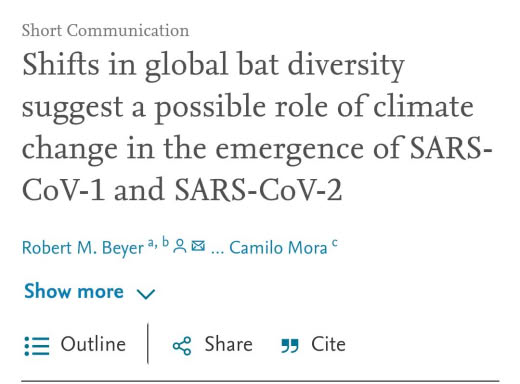 Short Communication
Shifts in global bat diversity
suggest a possible role of climate
change in the emergence of SARS-
CoV-1 and SARS-CoV-2
Robert M. Beyer a, b ... Camilo Mora c
Show more
Outline Share Cite